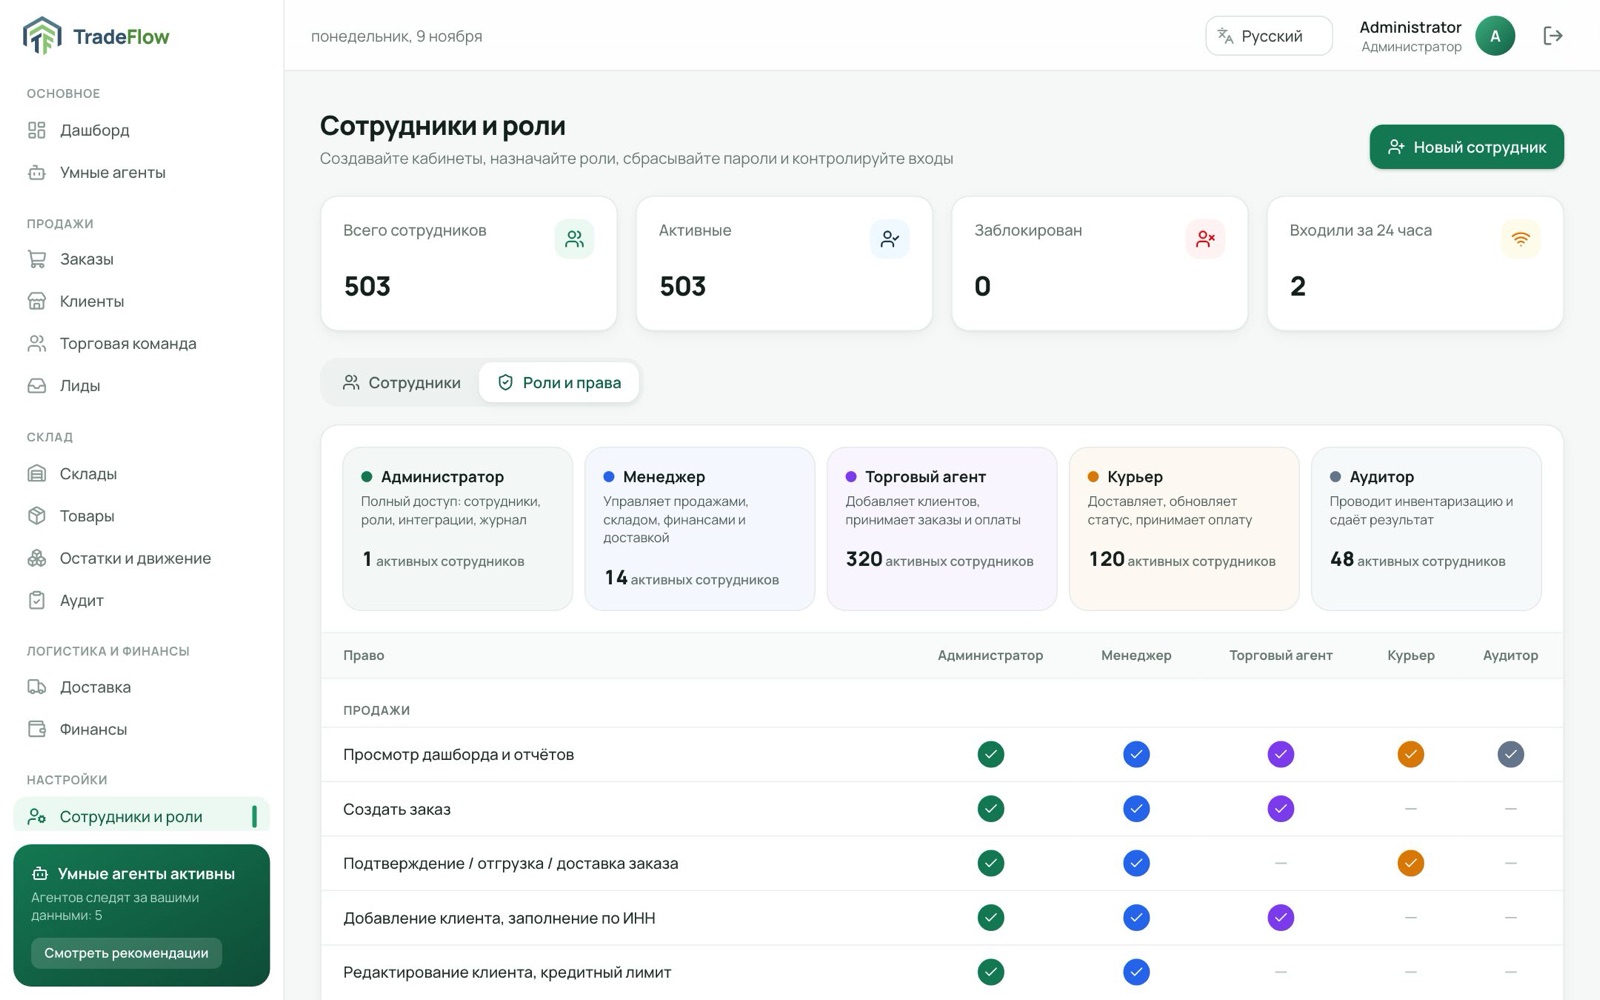 TradeFlow
понедельник, 9 ноября
Русский
Administrator
Администратор
A
ОСНОВНОЕ
Дашборд
Умные агенты
ПРОДАЖИ
Заказы
Клиенты
Торговая команда
Лиды
СКЛАД
Склады
Товары
Остатки и движение
Аудит
ЛОГИСТИКА И ФИНАНСЫ
Доставка
Финансы
НАСТРОЙКИ
Сотрудники и роли
Умные агенты активны
Агентов следят за вашими
данными: 5
Смотреть рекомендации
Сотрудники и роли
Создавайте кабинеты, назначайте роли, сбрасывайте пароли и контролируйте входы
Новый сотрудник
Всего сотрудников
503
Активные
503
Заблокирован
0
Входили за 24 часа
2
Сотрудники
Роли и права
Администратор
Полный доступ: сотрудники,
роли, интеграции, журнал
1 активных сотрудников
Менеджер
Управляет продажами,
складом, финансами и
доставкой
14 активных сотрудников
Торговый агент
Добавляет клиентов,
принимает заказы и оплаты
320 активных сотрудников
Курьер
Доставляет, обновляет
статус, принимает оплату
120 активных сотрудников
Аудитор
Проводит инвентаризацию и
сдаёт результат
48 активных сотрудников
Право Администратор Менеджер Торговый агент Курьер Аудитор
ПРОДАЖИ
Просмотр дашборда и отчётов
Создать заказ — —
Подтверждение / отгрузка / доставка заказа — —
Добавление клиента, заполнение по ИНН — —
Редактирование клиента, кредитный лимит — — —